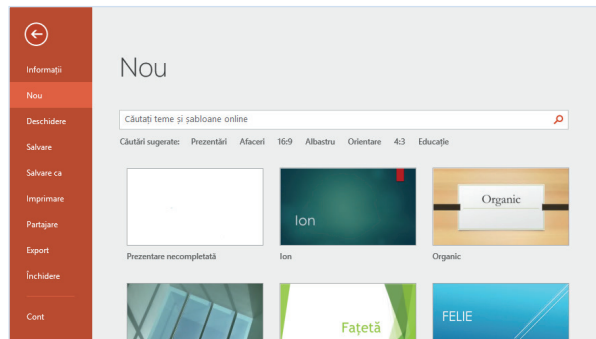 Informații
Nou
Deschidere
Salvare
Salvare ca
Imprimare
Partajare
Export
Închidere
Cont
Nou
Căutați teme și șabloane online
Căutări sugerate: Prezentări Afaceri 16:9 Albastru Orientare 4:3 Educație
Prezentare necompletată
Ion
Ion
Organic
Organic
Fațetă
FELIE